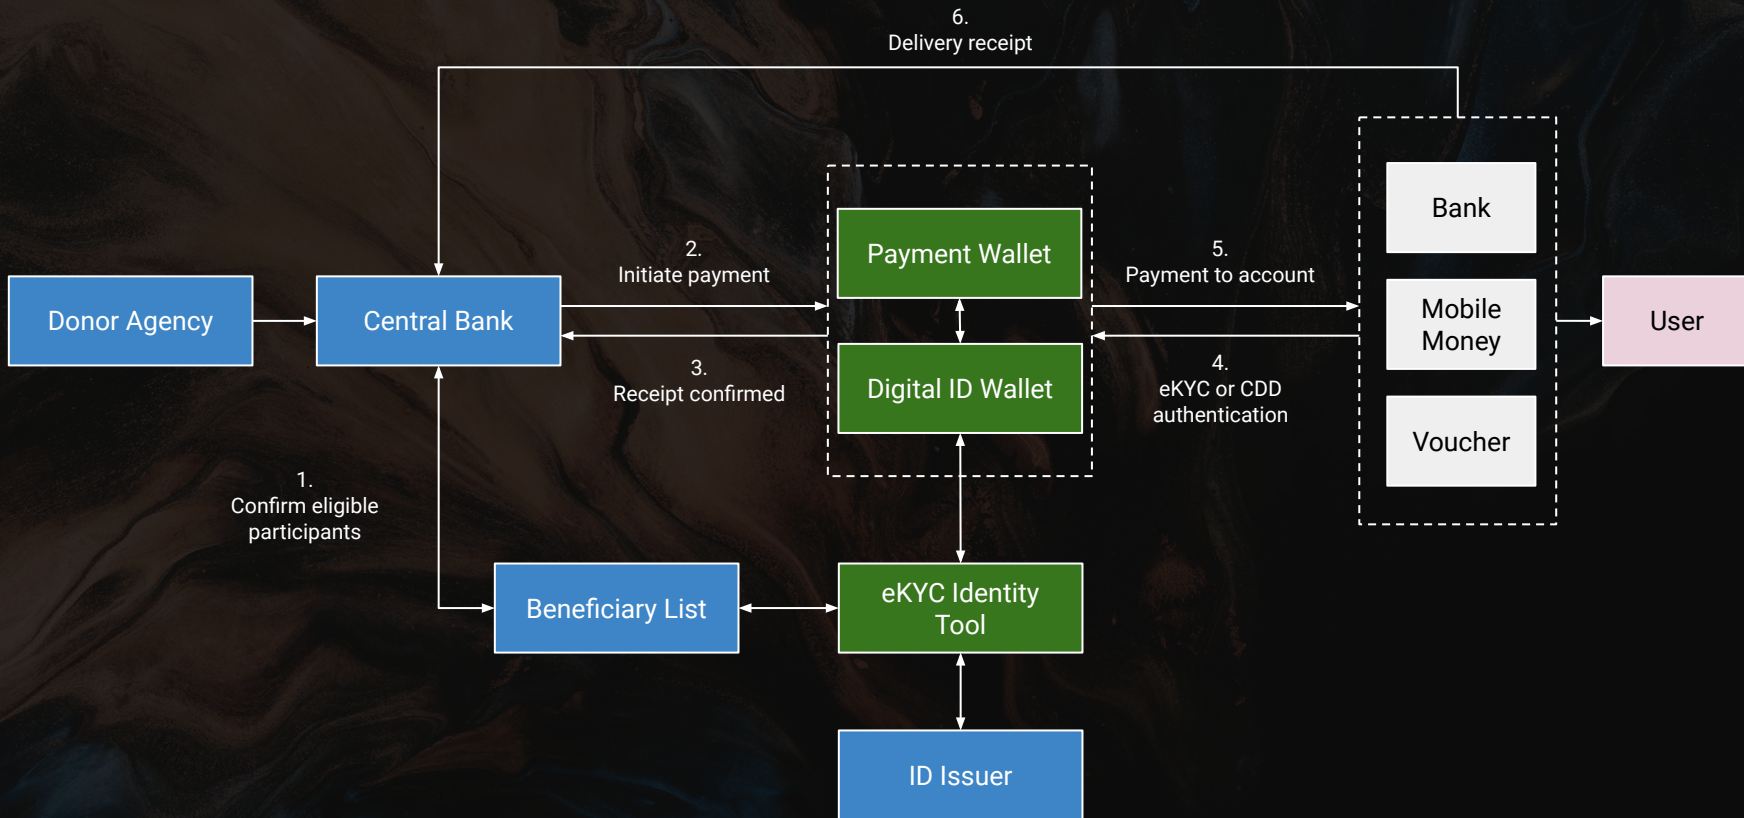 6.
Delivery receipt
Bank
Payment Wallet
2.
Initiate payment
5.
Payment to account
Donor Agency
Central Bank
Mobile
Money
User
3.
Receipt confirmed
Digital ID Wallet
4.
eKYC or CDD
authentication
Voucher
1.
Confirm eligible
participants
Beneficiary List
eKYC Identity
Tool
ID Issuer